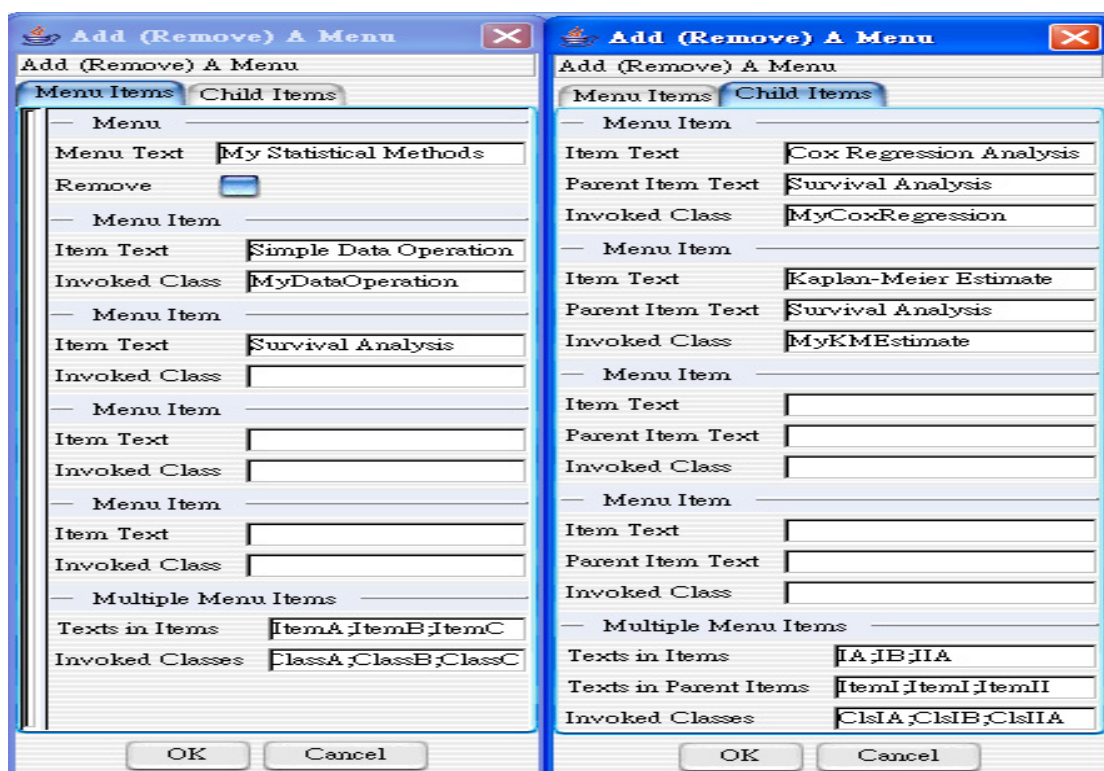 Add (Remove) A Menu
Add (Remove) A Menu
Menu Items Child Items
Menu
Menu Text My Statistical Methods
Remove
Menu Item
Item Text Simple Data Operation
Invoked Class MyDataOperation
Menu Item
Item Text Survival Analysis
Invoked Class
Menu Item
Item Text
Invoked Class
Menu Item
Item Text
Invoked Class
Multiple Menu Items
Texts in Items ItemA;ItemB;ItemC
Invoked Classes ClassA;ClassB;ClassC
OK Cancel
Add (Remove) A Menu
Add (Remove) A Menu
Menu Items Child Items
Menu Item
Item Text Cox Regression Analysis
Parent Item Text Survival Analysis
Invoked Class MyCoxRegression
Menu Item
Item Text Kaplan-Meier Estimate
Parent Item Text Survival Analysis
Invoked Class MyKMEstimate
Menu Item
Item Text
Parent Item Text
Invoked Class
Menu Item
Item Text
Parent Item Text
Invoked Class
Multiple Menu Items
Texts in Items IA;IB;IIA
Texts in Parent Items ItemI;ItemI;ItemII
Invoked Classes ClsIA;ClsIB;ClsIIA
OK Cancel